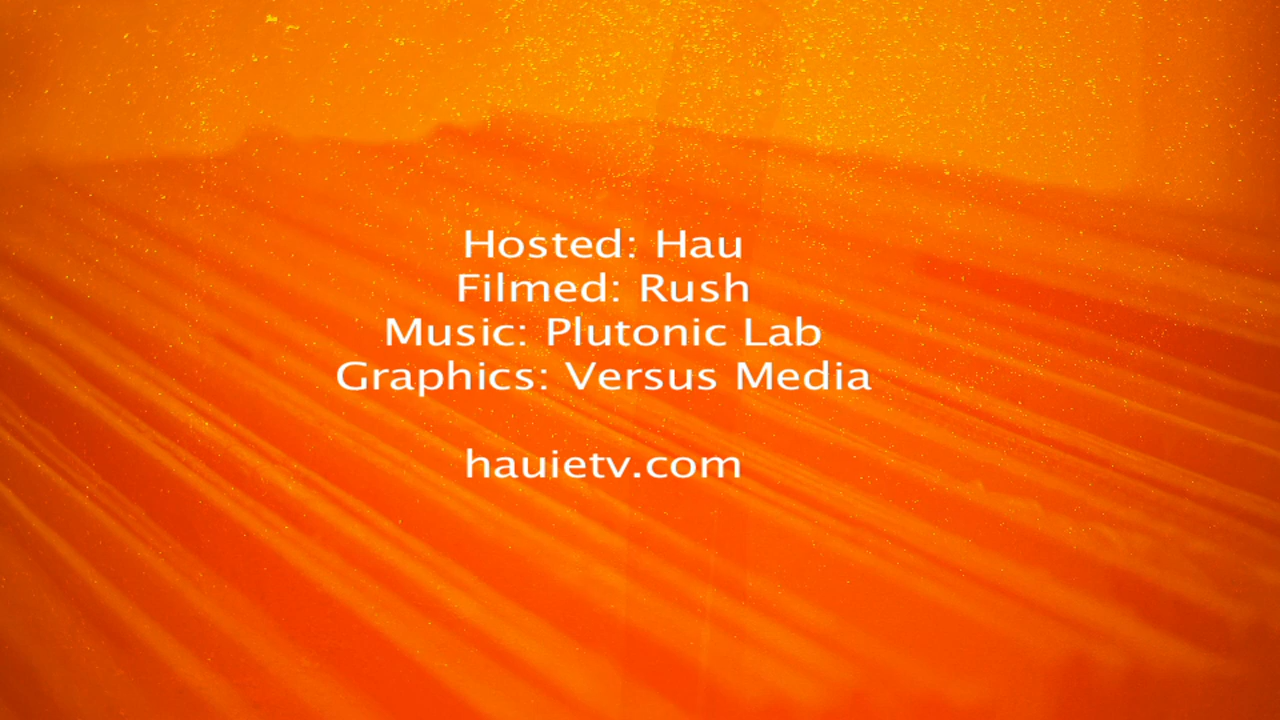 Hosted: Hau
Filmed: Rush
Music: Plutonic Lab
Graphics: Versus Media
hauietv.com